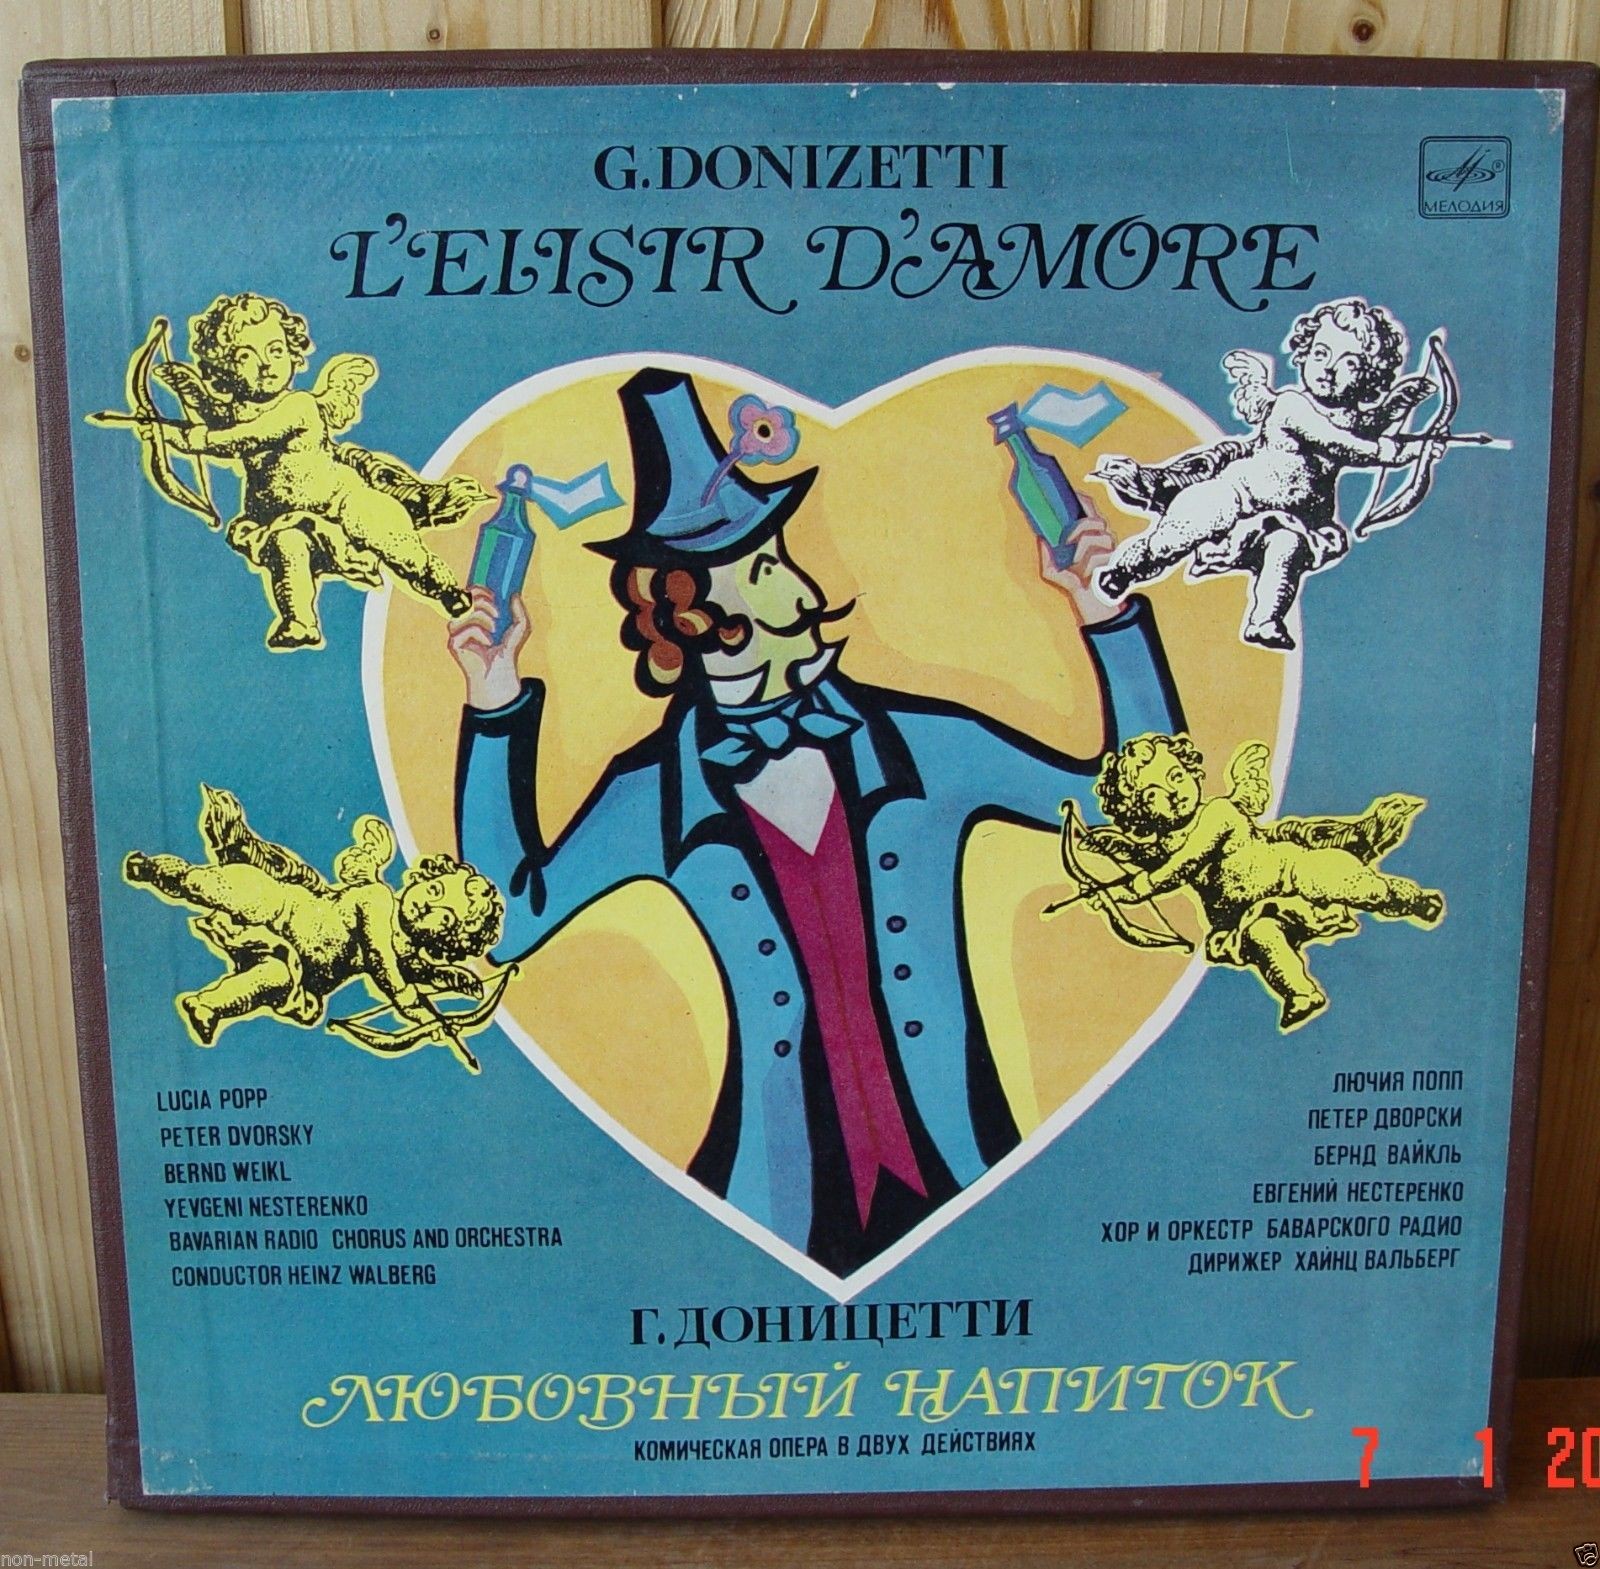 G.DONIZETTI
L'ELISIR D'AMORE
МЕЛОДИЯ
LUCIA POPP
PETER DVORSKY
BERND WEIKL
YEVGENI NESTERENKO
BAVARIAN RADIO CHORUS AND ORCHESTRA
CONDUCTOR HEINZ WALBERG
ЛЮЧИЯ ПОПП
ПЕТЕР ДВОРСКИ
БЕРНД ВАЙКЛЬ
ЕВГЕНИЙ НЕСТЕРЕНКО
ХОР И ОРКЕСТР БАВАРСКОГО РАДИО
ДИРИЖЕР ХАЙНЦ ВАЛЬБЕРГ
Г. ДОНИЦЕТТИ
ЛЮБОВНЫЙ НАПИТОК
КОМИЧЕСКАЯ ОПЕРА В ДВУХ ДЕЙСТВИЯХ
7 1 20
non-metal